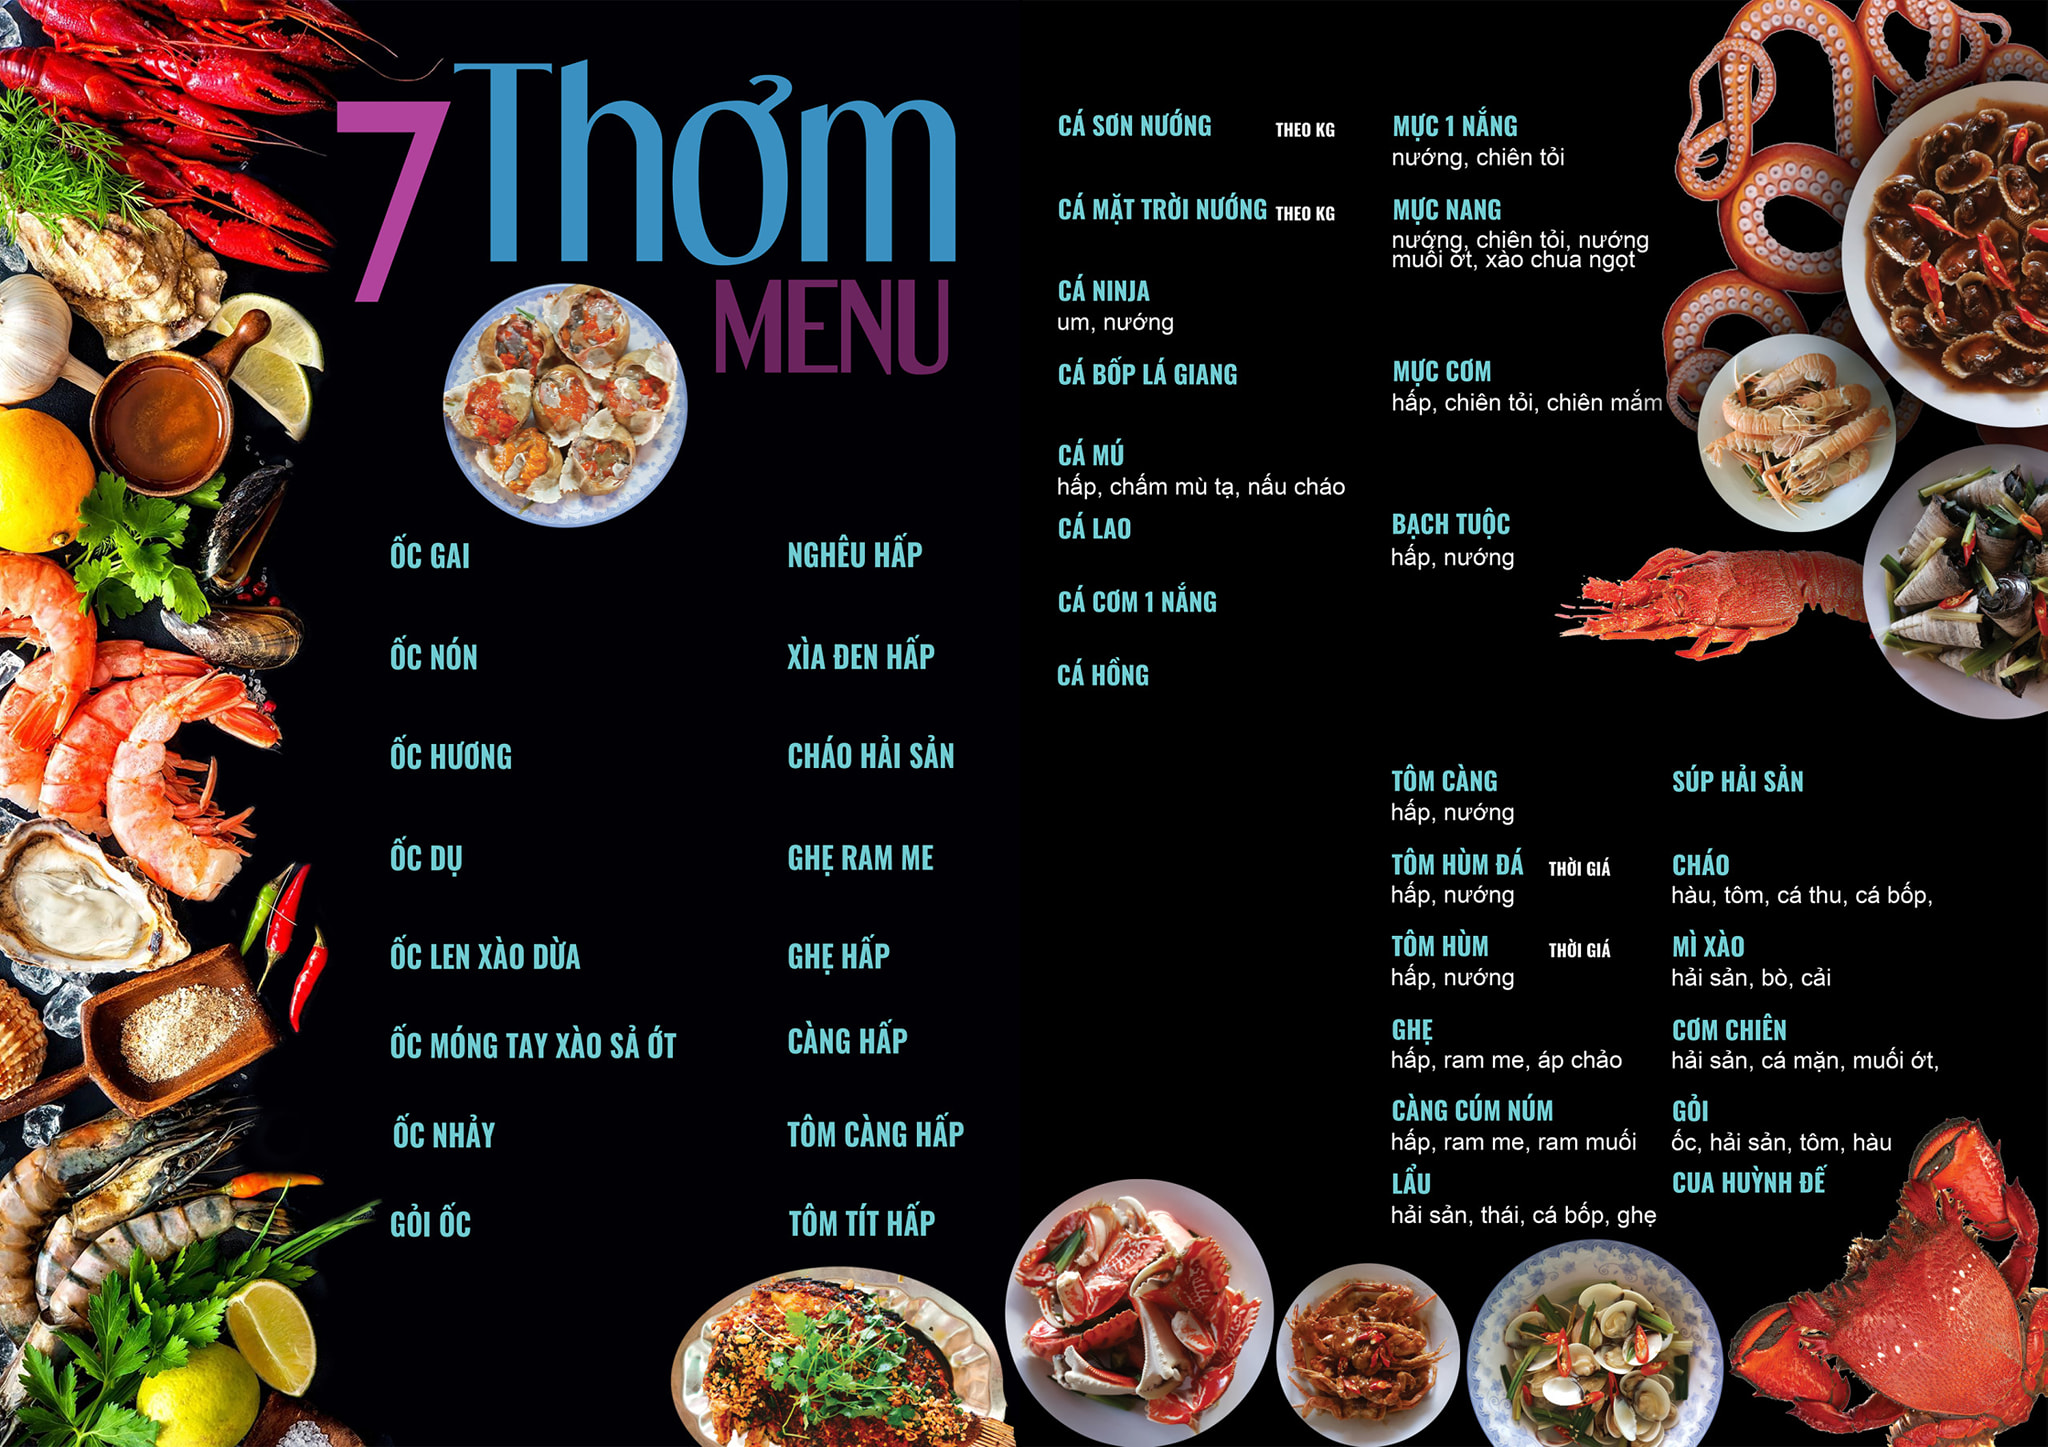 7 Thơm
MENU
ỐC GAI
ỐC NÓN
ỐC HƯƠNG
ỐC DỤ
ỐC LEN XÀO DỪA
ỐC MÓNG TAY XÀO SẢ ỚT
ỐC NHẢY
GỎI ỐC
NGHÊU HẤP
XÌA ĐEN HẤP
CHÁO HẢI SẢN
GHẸ RAM ME
GHẸ HẤP
CÀNG HẤP
TÔM CÀNG HẤP
TÔM TÍT HẤP
CÁ SƠN NƯỚNG THEO KG
CÁ MẶT TRỜI NƯỚNG THEO KG
CÁ NINJA
um, nướng
CÁ BỐP LÁ GIANG
CÁ MÚ
hấp, chấm mù tạ, nấu cháo
CÁ LAO
CÁ CƠM 1 NẮNG
CÁ HỒNG
MỰC 1 NẮNG
nướng, chiên tỏi
MỰC NANG
nướng, chiên tỏi, nướng
muối ớt, xào chua ngọt
MỰC CƠM
hấp, chiên tỏi, chiên mắm
BẠCH TUỘC
hấp, nướng
TÔM CÀNG
hấp, nướng
TÔM HÙM ĐÁ THỜI GIÁ
hấp, nướng
TÔM HÙM THỜI GIÁ
hấp, nướng
GHẸ
hấp, ram me, áp chảo
CÀNG CÚM NÚM
hấp, ram me, ram muối
LẨU
hải sản, thái, cá bốp, ghẹ
SÚP HẢI SẢN
CHÁO
hàu, tôm, cá thu, cá bốp,
MÌ XÀO
hải sản, bò, cải
CƠM CHIÊN
hải sản, cá mặn, muối ớt,
GỎI
ốc, hải sản, tôm, hàu
CUA HUỲNH ĐẾ